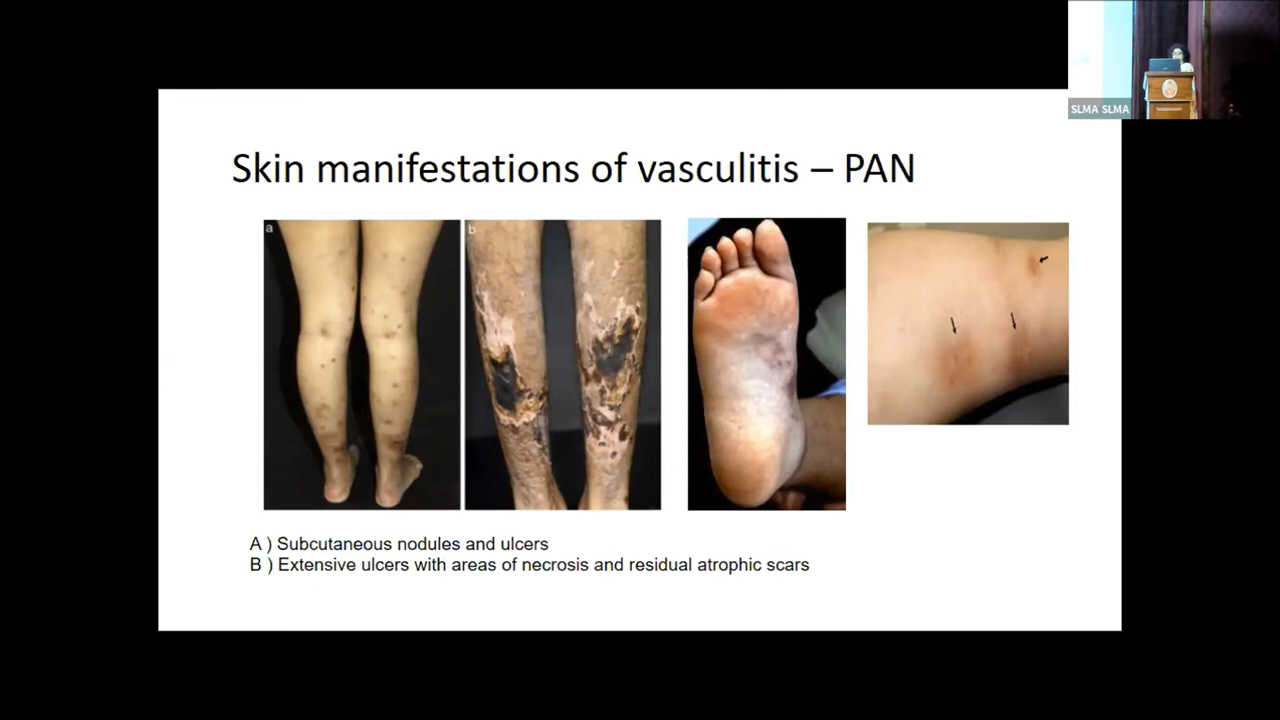 SLMA SLMA
Skin manifestations of vasculitis – PAN
a
b
A ) Subcutaneous nodules and ulcers
B ) Extensive ulcers with areas of necrosis and residual atrophic scars